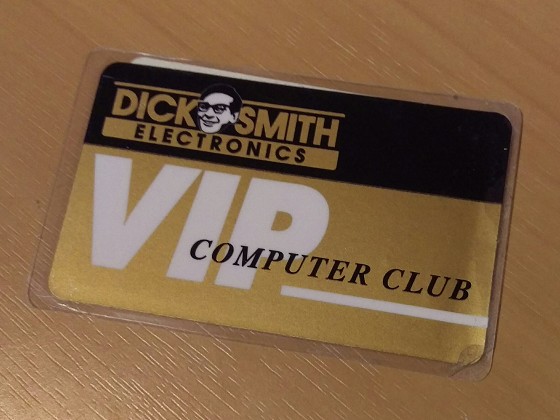 DICK SMITH
ELECTRONICS
VIP
COMPUTER CLUB